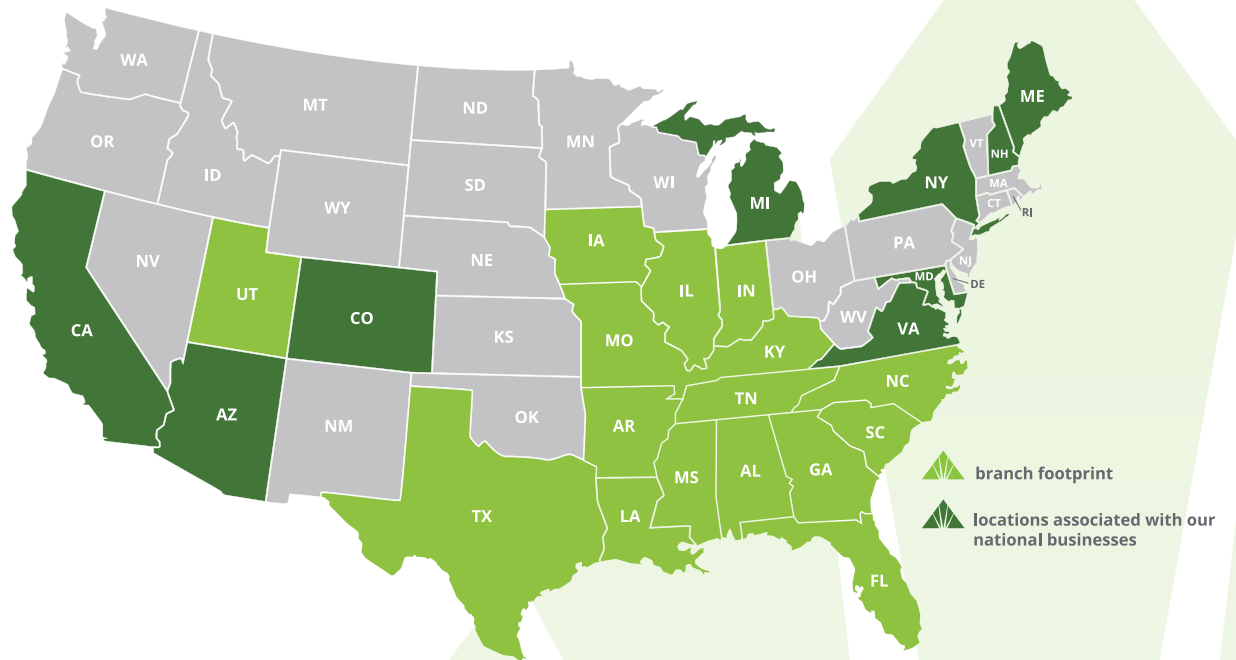 WA
MT
ND
MN
ME
OR
ID
SD
WI
VT
NH
WY
MI
NY
MA
CT
RI
NV
NE
IA
PA
NJ
UT
IL
IN
OH
MD
DE
CA
CO
KS
MO
WV
VA
KY
AZ
NM
OK
AR
TN
NC
SC
MS
AL
GA
TX
LA
FL
branch footprint
locations associated with our
national businesses